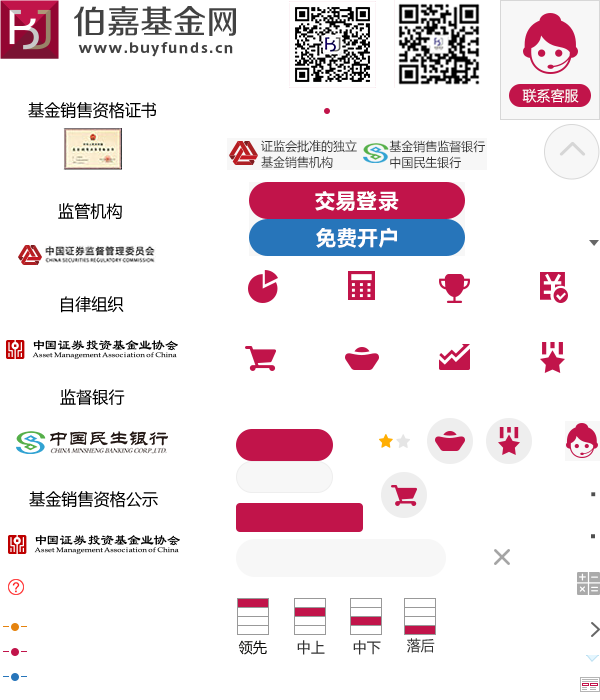 伯嘉基金网
www.buyfunds.cn
联系客服
基金销售资格证书
证监会批准的独立
基金销售机构
基金销售监督银行
中国民生银行
交易登录
免费开户
监管机构
中国证券监督管理委员会
CHINA SECURITIES REGULATORY COMMISSION
自律组织
中国证券投资基金业协会
Asset Management Association of China
监督银行
中国民生银行
CHINA MINSHENG BANKING CORP.,LTD.
基金销售资格公示
中国证券投资基金业协会
Asset Management Association of China
领先
中上
中下
落后